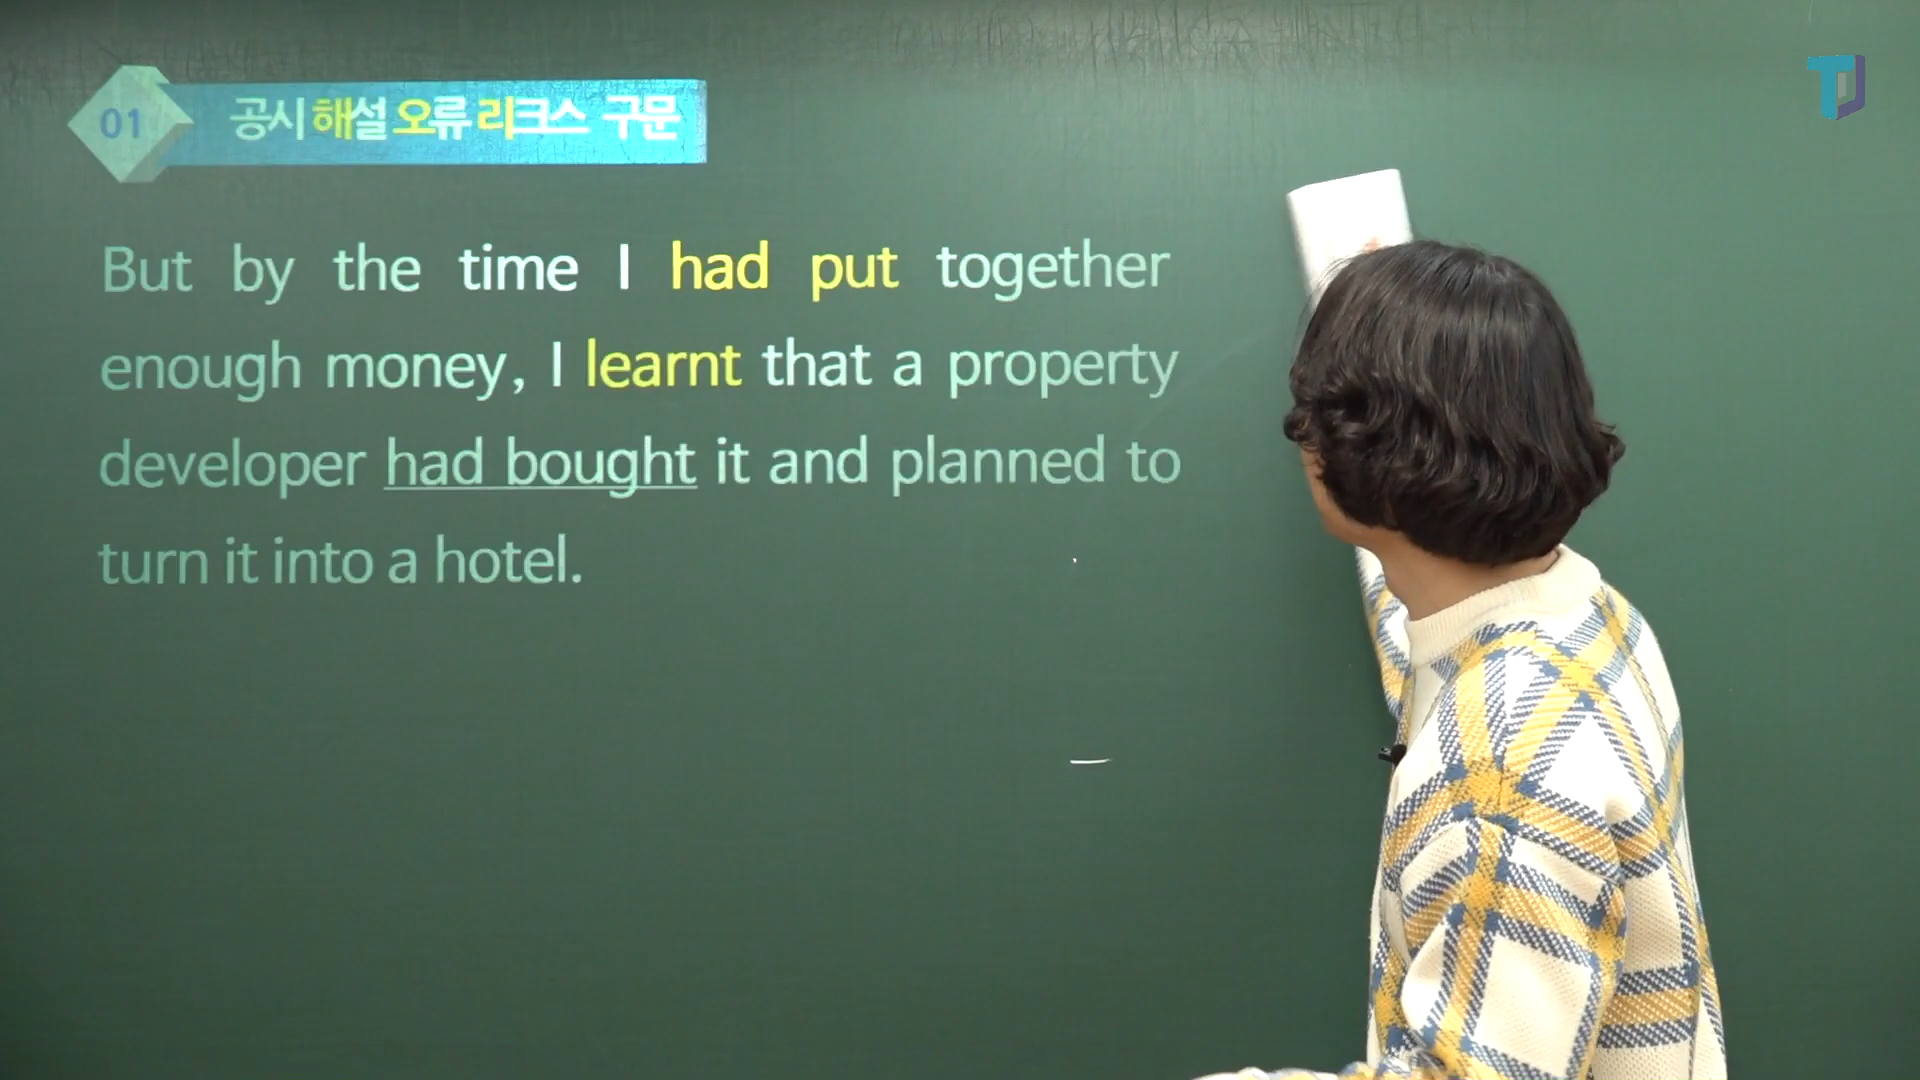 01
공시 해설 오류 리크스 구문
But by the time I had put together
enough money, I learnt that a property
developer had bought it and planned to
turn it into a hotel.